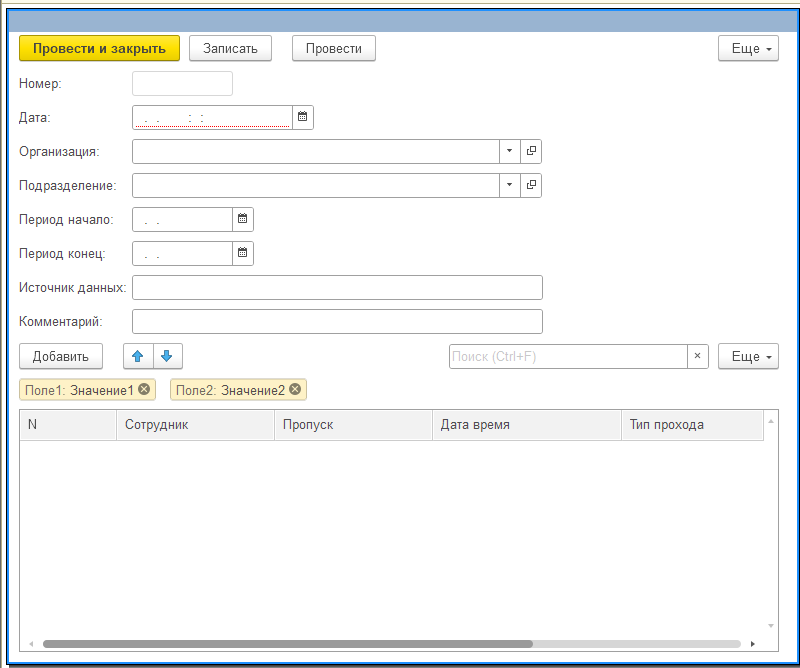 Провести и закрыть Записать Провести Еще
Номер:
Дата: . . : :
Организация:
Подразделение:
Период начало: . .
Период конец: . .
Источник данных:
Комментарий:
Добавить Поиск (Ctrl+F) × Еще
Поле1: Значение1 Поле2: Значение2
N Сотрудник Пропуск Дата время Тип прохода